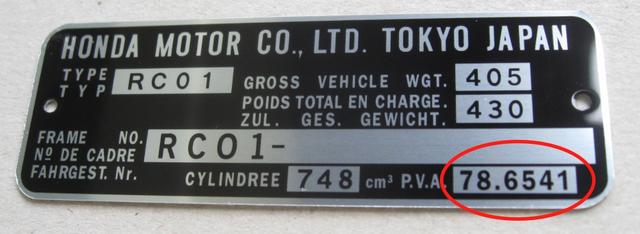 HONDA MOTOR CO., LTD. TOKYO JAPAN
TYPE
TYP RC01 GROSS VEHICLE WGT. 405
POIDS TOTAL EN CHARGE. 430
ZUL. GES. GEWICHT.
FRAME NO. RC01-
Nº DE CADRE
FAHRGEST. Nr. CYLINDREE 748 cm³ P.V.A. 78.6541